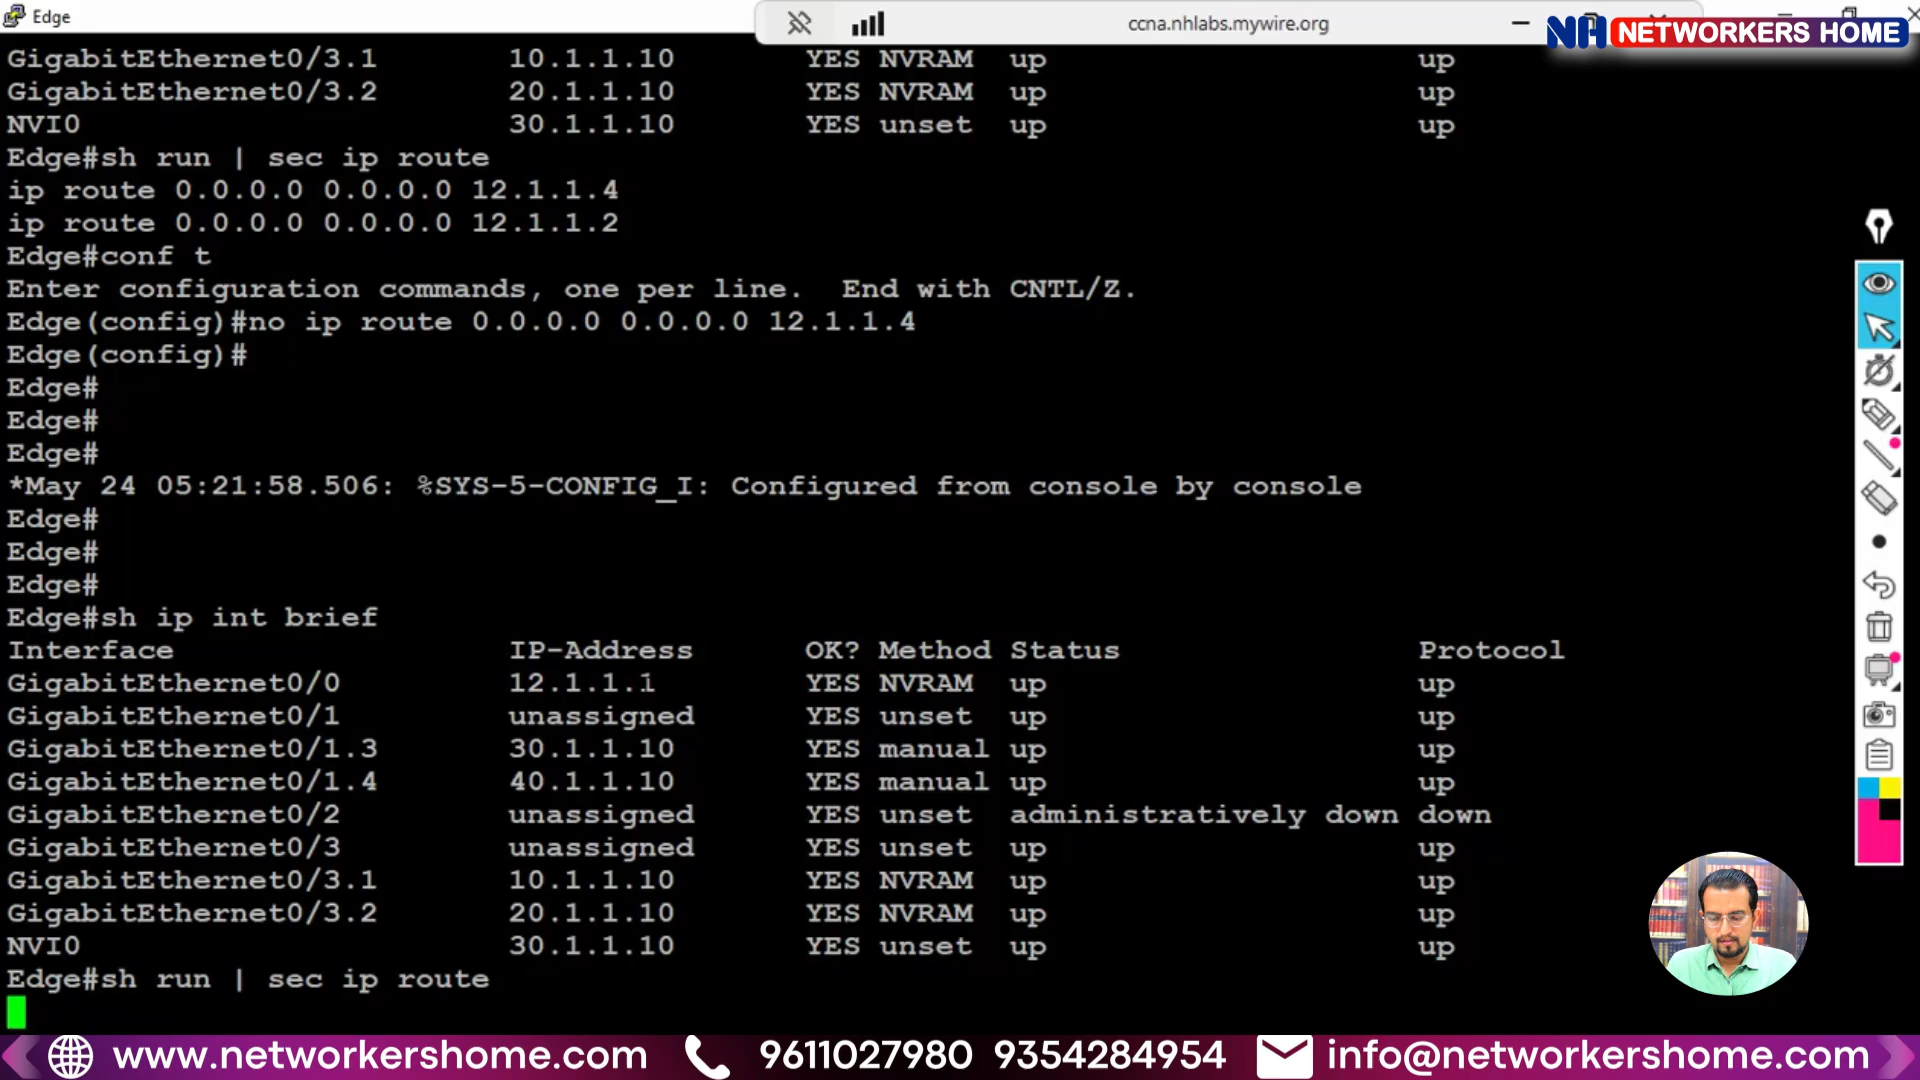 Edge
ccna.nhlabs.mywire.org
NH NETWORKERS HOME
GigabitEthernet0/3.1 10.1.1.10 YES NVRAM up up
GigabitEthernet0/3.2 20.1.1.10 YES NVRAM up up
NVI0 30.1.1.10 YES unset up up
Edge#sh run | sec ip route
ip route 0.0.0.0 0.0.0.0 12.1.1.4
ip route 0.0.0.0 0.0.0.0 12.1.1.2
Edge#conf t
Enter configuration commands, one per line.  End with CNTL/Z.
Edge(config)#no ip route 0.0.0.0 0.0.0.0 12.1.1.4
Edge(config)#
Edge#
Edge#
Edge#
*May 24 05:21:58.506: %SYS-5-CONFIG_I: Configured from console by console
Edge#
Edge#
Edge#
Edge#sh ip int brief
Interface IP-Address OK? Method Status Protocol
GigabitEthernet0/0 12.1.1.1 YES NVRAM up up
GigabitEthernet0/1 unassigned YES unset up up
GigabitEthernet0/1.3 30.1.1.10 YES manual up up
GigabitEthernet0/1.4 40.1.1.10 YES manual up up
GigabitEthernet0/2 unassigned YES unset administratively down down
GigabitEthernet0/3 unassigned YES unset up up
GigabitEthernet0/3.1 10.1.1.10 YES NVRAM up up
GigabitEthernet0/3.2 20.1.1.10 YES NVRAM up up
NVI0 30.1.1.10 YES unset up up
Edge#sh run | sec ip route
www.networkershome.com 9611027980 9354284954 info@networkershome.com